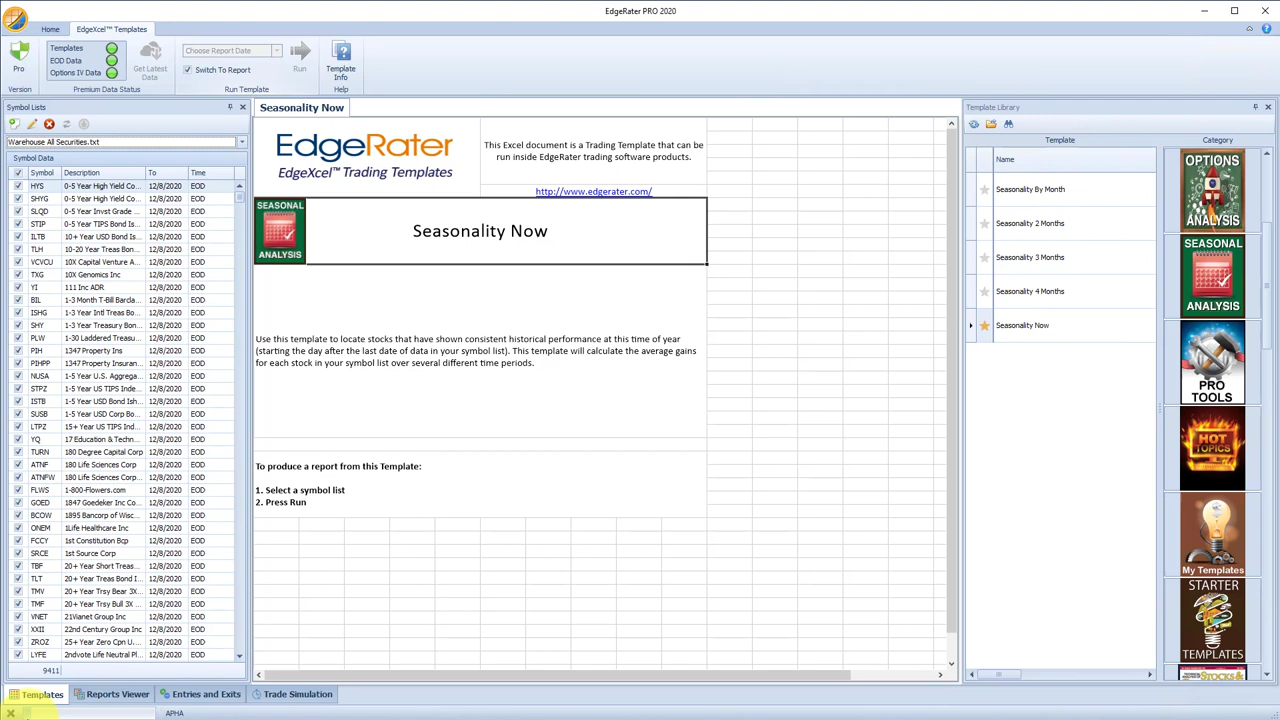 EdgeRater PRO 2020
Home
EdgeXcel™ Templates
Templates
EOD Data
Options IV Data
Premium Data Status
Pro
Version
Get Latest
Data
Choose Report Date
Switch To Report
Run
Run Template
Template
Info
Help
Symbol Lists
Warehouse All Securities.txt
Symbol Data
Symbol Description To Time
HYS 0-5 Year High Yield Co... 12/8/2020 EOD
SHYG 0-5 Year High Yield Co... 12/8/2020 EOD
SLQD 0-5 Year Invst Grade ... 12/8/2020 EOD
STIP 0-5 Year TIPS Bond Is... 12/8/2020 EOD
ILTB 10+ Year USD Bond Is... 12/8/2020 EOD
TLH 10-20 Year Treas Bon... 12/8/2020 EOD
VCVCU 10X Capital Venture A... 12/8/2020 EOD
TXG 10X Genomics Inc 12/8/2020 EOD
YI 111 Inc ADR 12/8/2020 EOD
BIL 1-3 Month T-Bill Barcla... 12/8/2020 EOD
ISHG 1-3 Year Intl Treas Bo... 12/8/2020 EOD
SHY 1-3 Year Treasury Bon... 12/8/2020 EOD
PLW 1-30 Laddered Treasu... 12/8/2020 EOD
PIH 1347 Property Ins 12/8/2020 EOD
PIHPP 1347 Property Insuran... 12/8/2020 EOD
NUSA 1-5 Year U.S. Aggrega... 12/8/2020 EOD
STPZ 1-5 Year US TIPS Inde... 12/8/2020 EOD
ISTB 1-5 Year USD Bond Ish... 12/8/2020 EOD
SUSB 1-5 Year USD Corp Bo... 12/8/2020 EOD
LTPZ 15+ Year US TIPS Inde... 12/8/2020 EOD
YQ 17 Education & Techn... 12/8/2020 EOD
TURN 180 Degree Capital Corp 12/8/2020 EOD
ATNF 180 Life Sciences Corp 12/8/2020 EOD
ATNFW 180 Life Sciences Corp 12/8/2020 EOD
FLWS 1-800-Flowers.com 12/8/2020 EOD
GOED 1847 Goedeker Inc 12/8/2020 EOD
BCOW 1895 Bancorp of Wisc... 12/8/2020 EOD
ONEM 1Life Healthcare Inc 12/8/2020 EOD
FCCY 1st Constitution Bcp 12/8/2020 EOD
SRCE 1st Source Corp 12/8/2020 EOD
TBF 20+ Year Short Treas... 12/8/2020 EOD
TLT 20+ Year Treas Bond I... 12/8/2020 EOD
TMV 20+ Year Trsy Bear 3X 12/8/2020 EOD
TMF 20+ Year Trsy Bull 3X ... 12/8/2020 EOD
VNET 21Vianet Group Inc 12/8/2020 EOD
XXII 22nd Century Group Inc 12/8/2020 EOD
ZROZ 25+ Year Zero Cpn U... 12/8/2020 EOD
LYFE 2ndvote Life Neutral Pl... 12/8/2020 EOD
9411
Seasonality Now
EdgeRater
EdgeXcel™ Trading Templates
This Excel document is a Trading Template that can be
run inside EdgeRater trading software products.
http://www.edgerater.com/
SEASONAL
ANALYSIS
Seasonality Now
Use this template to locate stocks that have shown consistent historical performance at this time of year
(starting the day after the last date of data in your symbol list). This template will calculate the average gains
for each stock in your symbol list over several different time periods.
To produce a report from this Template:
1. Select a symbol list
2. Press Run
Template Library
Template
Name
Seasonality By Month
Seasonality 2 Months
Seasonality 3 Months
Seasonality 4 Months
Seasonality Now
Category
OPTIONS
ANALYSIS
SEASONAL
ANALYSIS
PRO
TOOLS
HOT
TOPICS
My Templates
STARTER
TEMPLATES
STOCKS&
Templates
Reports Viewer
Entries and Exits
Trade Simulation
APHA